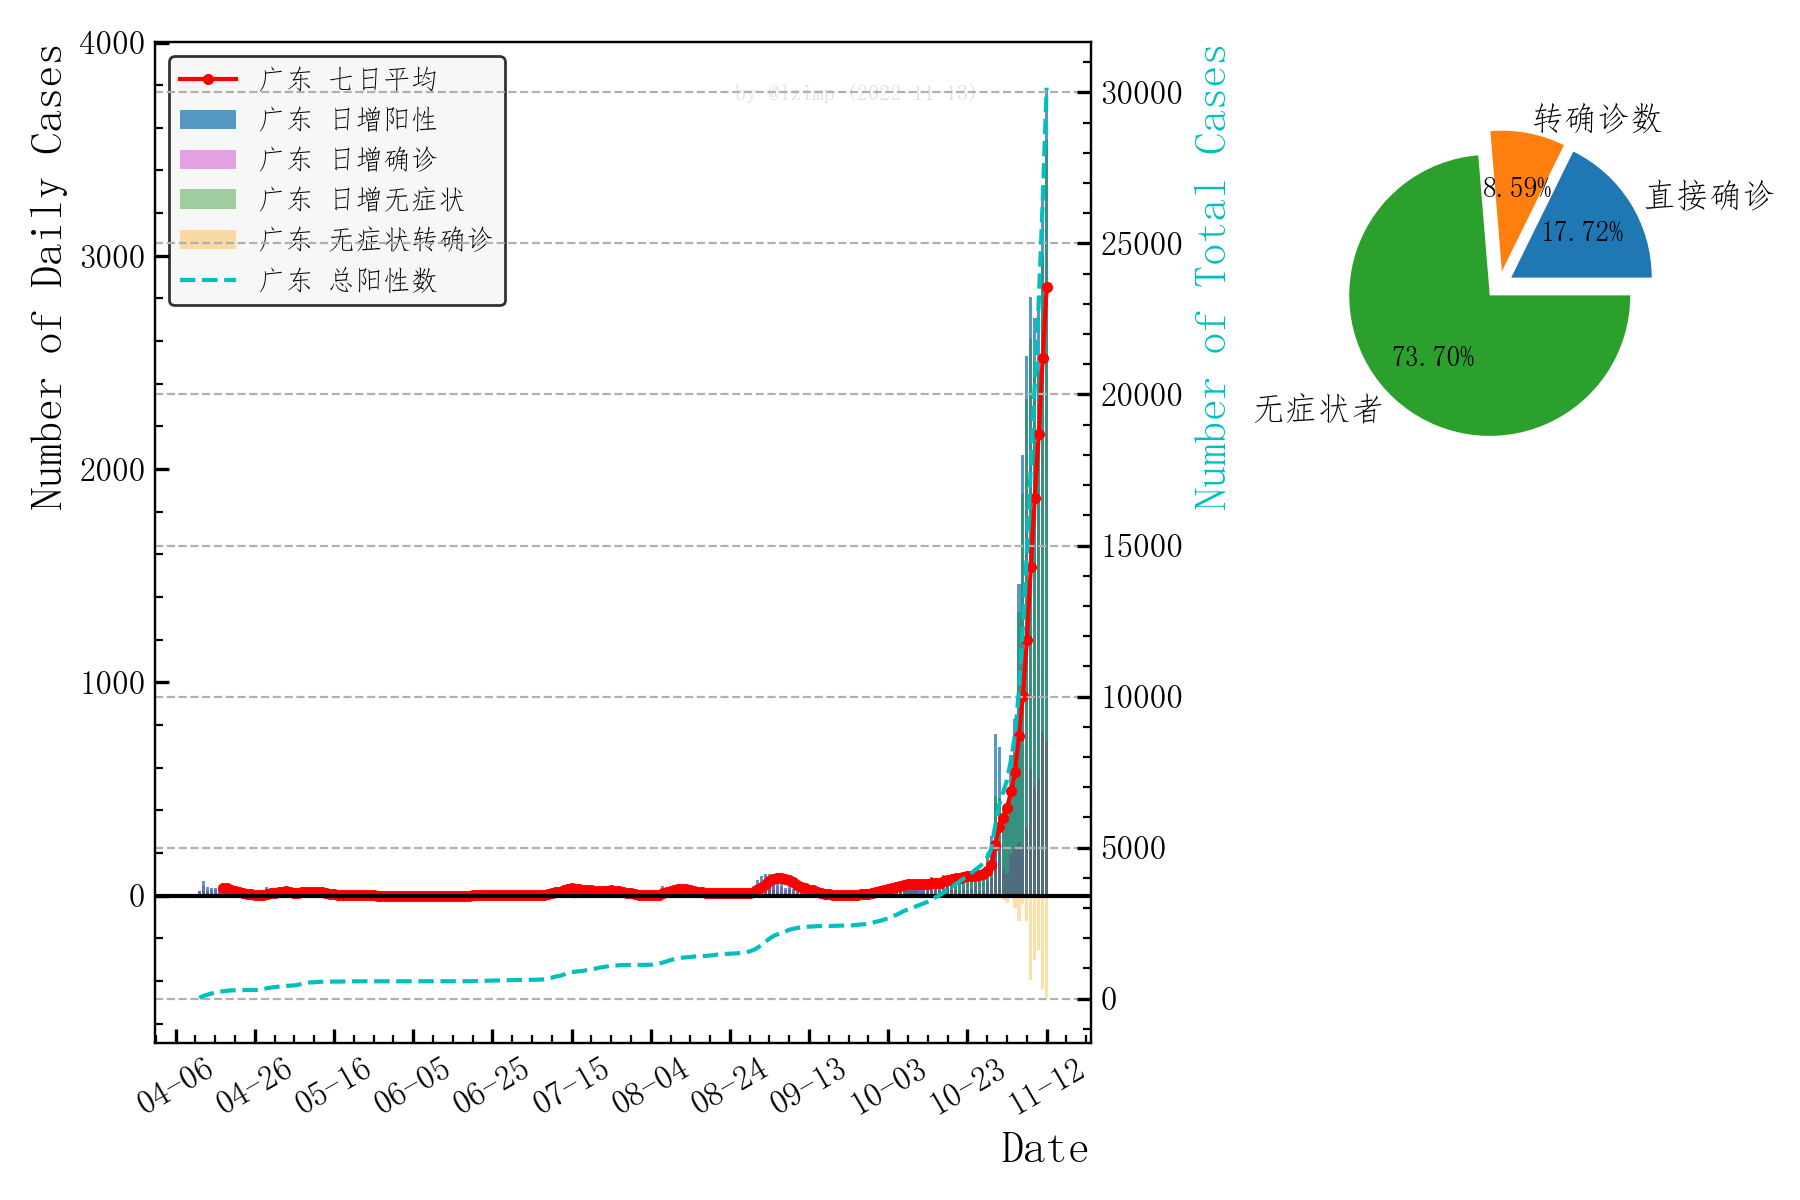 Number of Daily Cases
4000
3000
2000
1000
0
广东 七日平均
广东 日增阳性
广东 日增确诊
广东 日增无症状
广东 无症状转确诊
广东 总阳性数
by @lzimp (2022-11-13)
30000
25000
20000
15000
10000
5000
0
Number of Total Cases
04-06
04-26
05-16
06-05
06-25
07-15
08-04
08-24
09-13
10-03
10-23
11-12
Date
转确诊数
8.59%
直接确诊
17.72%
73.70%
无症状者